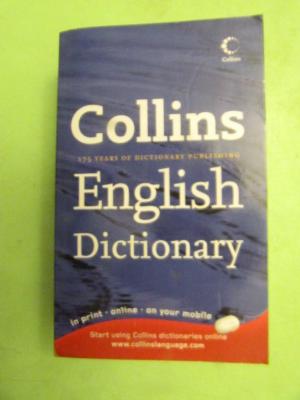 Collins
Collins
175 YEARS OF DICTIONARY PUBLISHING
English
Dictionary
in print · online · on your mobile
Start using Collins dictionaries online
www.collinslanguage.com